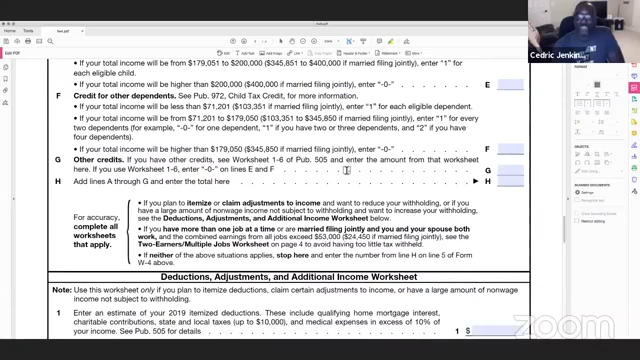 test.pdf
Home Tools test.pdf
Edit PDF
• If your total income will be from $179,051 to $200,000 ($345,851 to $400,000 if married filing jointly), enter "1"
for each eligible child.
• If your total income will be higher than $200,000 ($400,000 if married filing jointly), enter "-0-" . . . . . . . E
F Credit for other dependents. See Pub. 972, Child Tax Credit, for more information.
• If your total income will be less than $71,201 ($103,351 if married filing jointly), enter "1" for each eligible dependent.
• If your total income will be from $71,201 to $179,050 ($103,351 to $345,850 if married filing jointly), enter "1" for every
two dependents (for example, "-0-" for one dependent, "1" if you have two or three dependents, and "2" if you have
four dependents).
• If your total income will be higher than $179,050 ($345,850 if married filing jointly), enter "-0-" . . . . . . . F
G Other credits. If you have other credits, see Worksheet 1-6 of Pub. 505 and enter the amount from that worksheet
here. If you use Worksheet 1-6, enter "-0-" on lines E and F . . . . . . . . . . . . . . . . . G
H Add lines A through G and enter the total here . . . . . . . . . . . . . . . . . . . . . ▶ H
For accuracy,
complete all
worksheets
that apply.
• If you plan to itemize or claim adjustments to income and want to reduce your withholding, or if you
have a large amount of nonwage income not subject to withholding and want to increase your withholding,
see the Deductions, Adjustments, and Additional Income Worksheet below.
• If you have more than one job at a time or are married filing jointly and you and your spouse both
work, and the combined earnings from all jobs exceed $53,000 ($24,450 if married filing jointly), see the
Two-Earners/Multiple Jobs Worksheet on page 4 to avoid having too little tax withheld.
• If neither of the above situations applies, stop here and enter the number from line H on line 5 of Form
W-4 above.
Deductions, Adjustments, and Additional Income Worksheet
Note: Use this worksheet only if you plan to itemize deductions, claim certain adjustments to income, or have a large amount of nonwage
income not subject to withholding.
1 Enter an estimate of your 2019 itemized deductions. These include qualifying home mortgage interest,
charitable contributions, state and local taxes (up to $10,000), and medical expenses in excess of 10% of
your income. See Pub. 505 for details . . . . . . . . . . . . . . . . . . . . . . 1 $
Cedric Jenkin
FORMAT
SCANNED DOCUMENTS
Settings
zoom